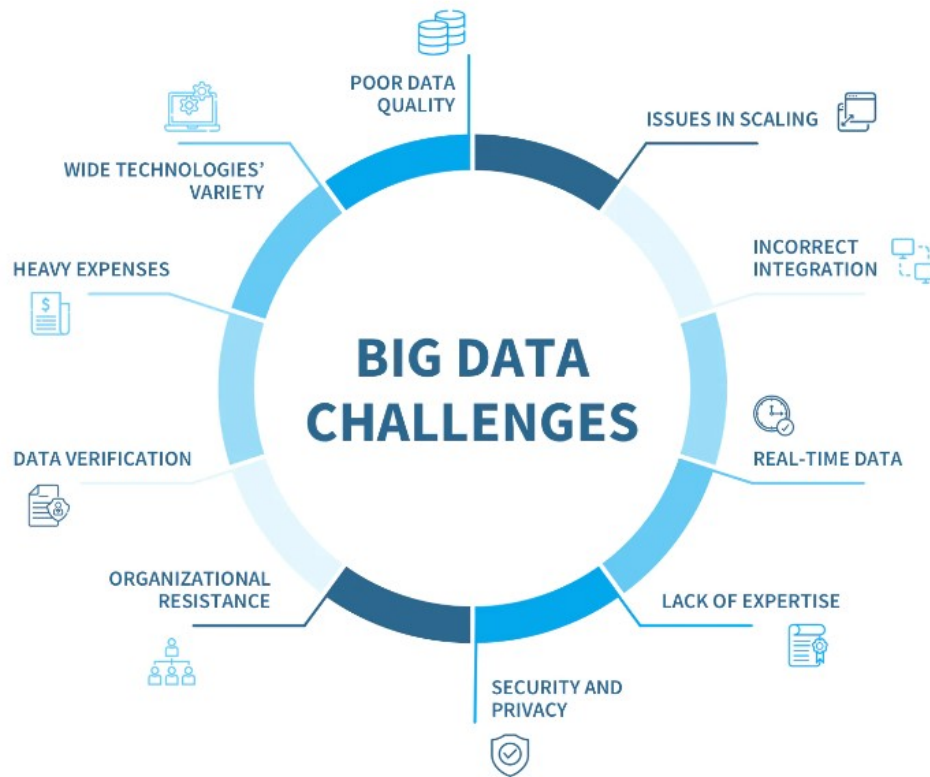 POOR DATA
QUALITY
ISSUES IN SCALING
WIDE TECHNOLOGIES’
VARIETY
INCORRECT
INTEGRATION
HEAVY EXPENSES
$
BIG DATA
CHALLENGES
REAL-TIME DATA
DATA VERIFICATION
ORGANIZATIONAL
RESISTANCE
LACK OF EXPERTISE
SECURITY AND
PRIVACY